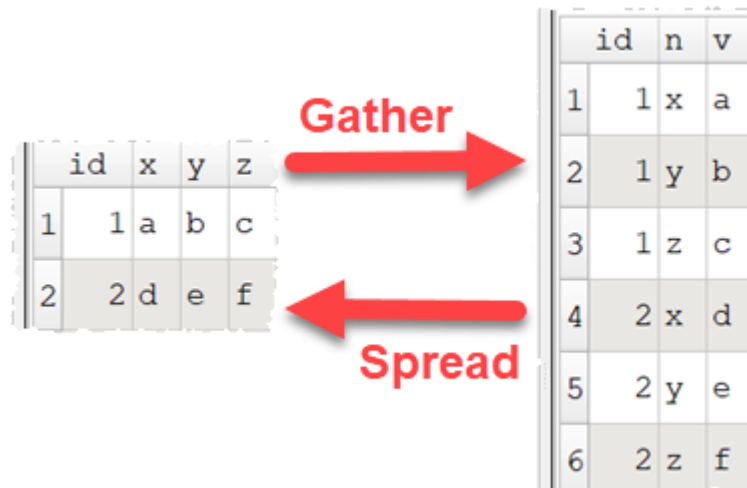 id x y z
1 1 a b c
2 2 d e f
Gather
Spread
id n v
1 1 x a
2 1 y b
3 1 z c
4 2 x d
5 2 y e
6 2 z f